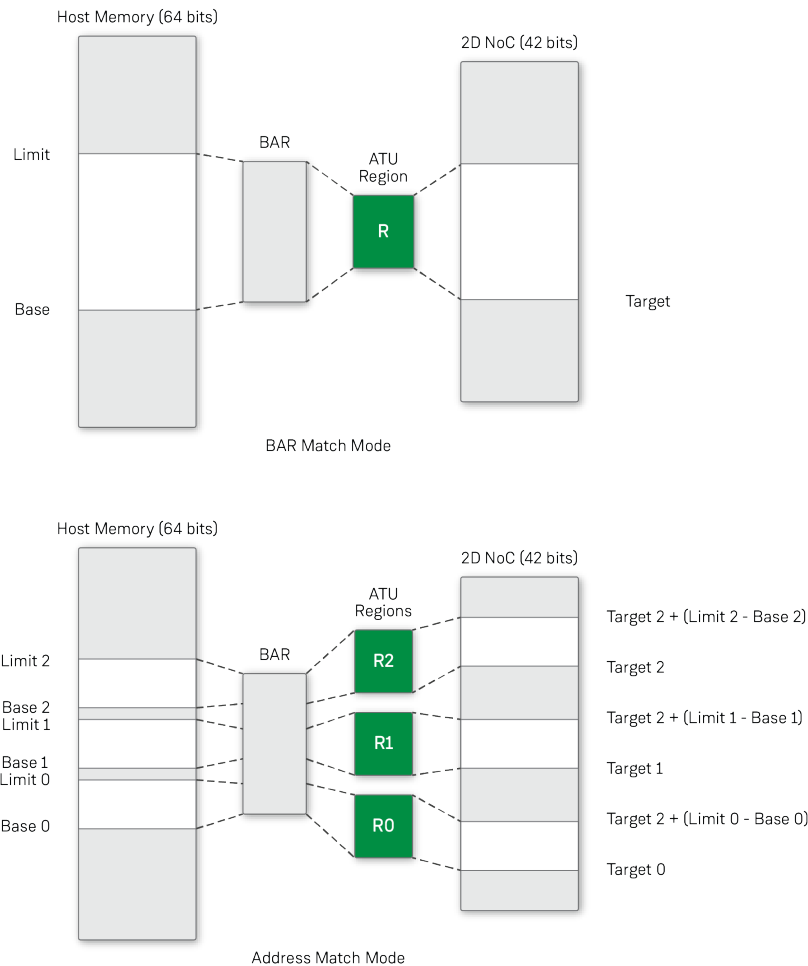 Host Memory (64 bits)
2D NoC (42 bits)
BAR
Limit
ATU
Region
R
Target
Base
BAR Match Mode
Host Memory (64 bits)
2D NoC (42 bits)
ATU
Regions
Target 2 + (Limit 2 - Base 2)
BAR
Limit 2
R2
Target 2
Base 2
Limit 1
Target 2 + (Limit 1 - Base 1)
R1
Base 1
Target 1
Limit 0
Target 2 + (Limit 0 - Base 0)
Base 0
R0
Target 0
Address Match Mode